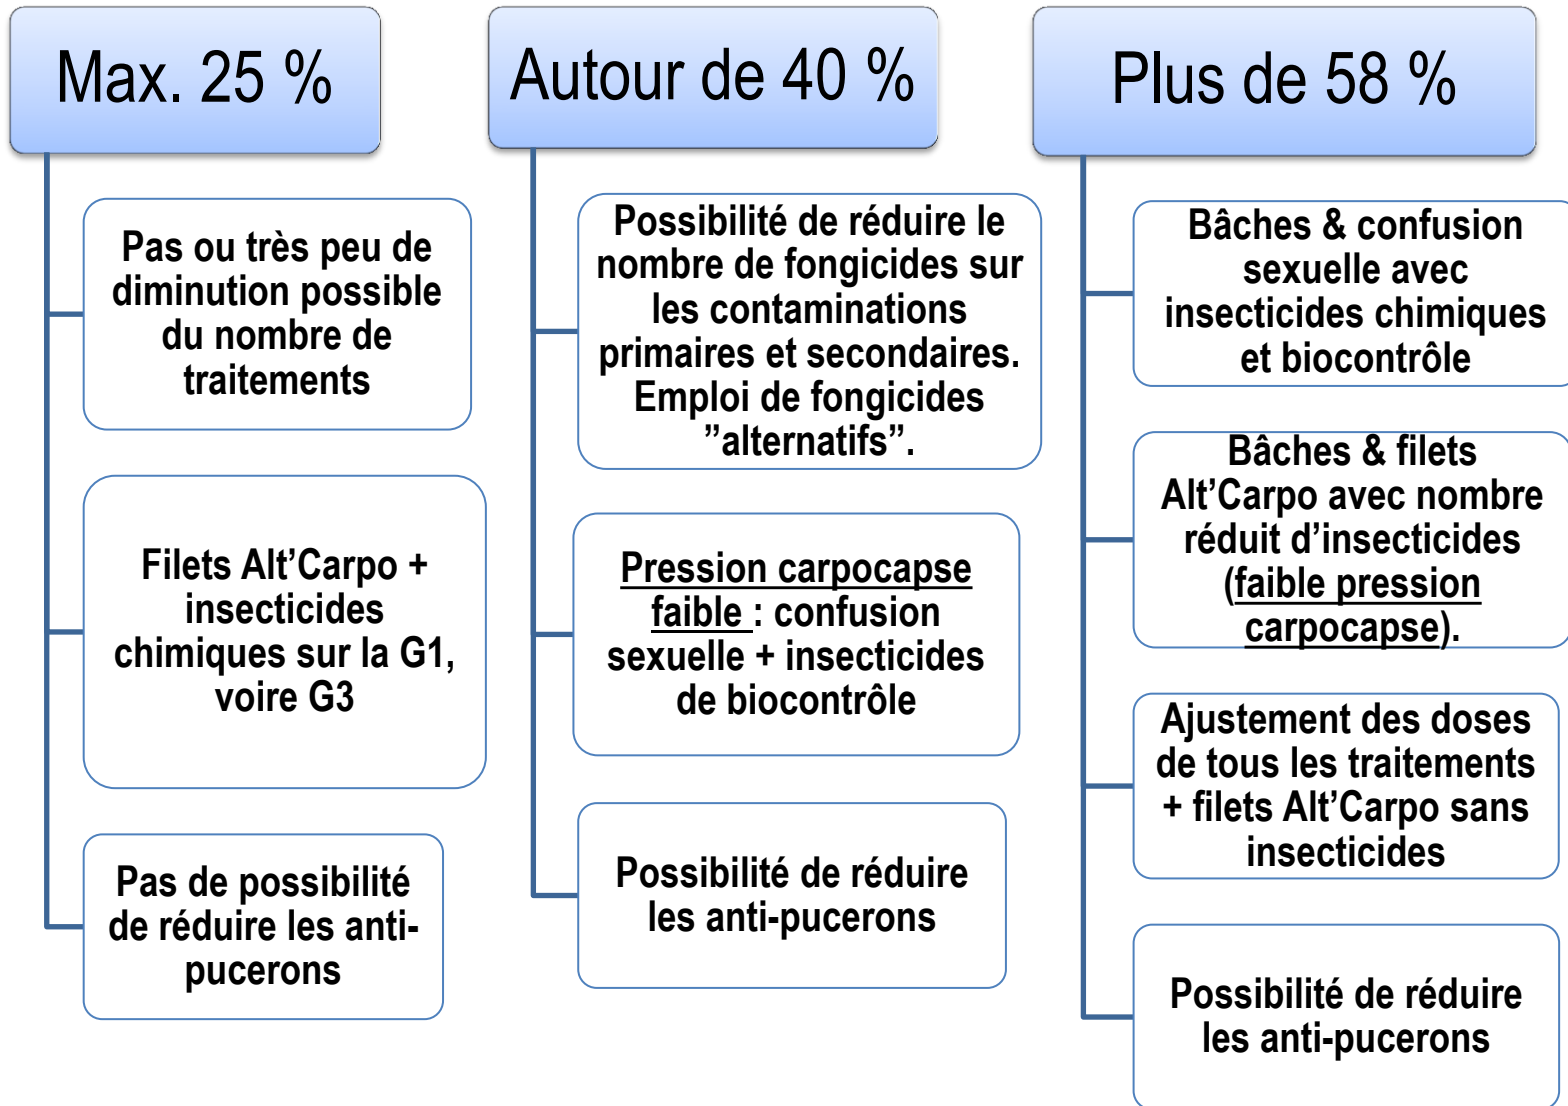 Max. 25 %
Pas ou très peu de
diminution possible
du nombre de
traitements
Filets Alt’Carpo +
insecticides
chimiques sur la G1,
voire G3
Pas de possibilité
de réduire les anti-
pucerons
Autour de 40 %
Possibilité de réduire le
nombre de fongicides sur
les contaminations
primaires et secondaires.
Emploi de fongicides
”alternatifs”.
Pression carpocapse
faible : confusion
sexuelle + insecticides
de biocontrôle
Possibilité de réduire
les anti-pucerons
Plus de 58 %
Bâches & confusion
sexuelle avec
insecticides chimiques
et biocontrôle
Bâches & filets
Alt’Carpo avec nombre
réduit d’insecticides
(faible pression
carpocapse).
Ajustement des doses
de tous les traitements
+ filets Alt’Carpo sans
insecticides
Possibilité de réduire
les anti-pucerons